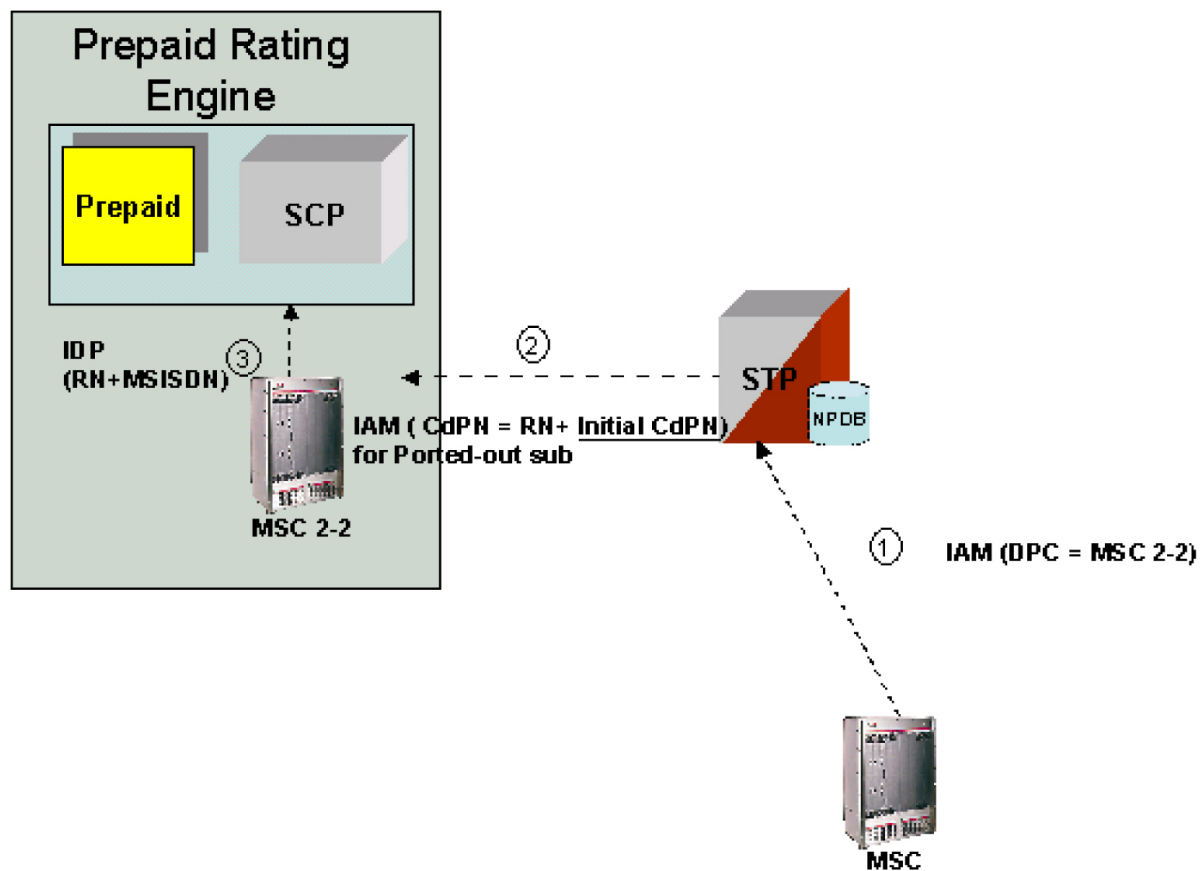 Prepaid Rating
Engine
Prepaid
SCP
IDP
(RN+MSISDN)
3
2
STP
NPDB
IAM ( CdPN = RN+ Initial CdPN)
for Ported-out sub
MSC 2-2
1
IAM (DPC = MSC 2-2)
MSC